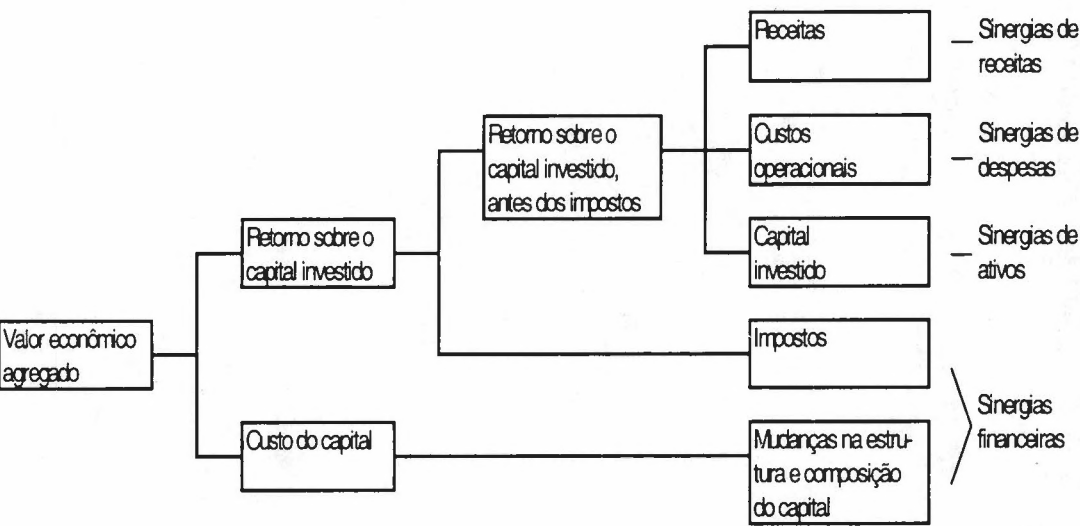 Receitas
Sinergias de
receitas
Retorno sobre o
capital investido,
antes dos impostos
Custos
operacionais
Sinergias de
despesas
Retorno sobre o
capital investido
Capital
investido
Sinergias de
ativos
Valor econômico
agregado
Impostos
Sinergias
financeiras
Custo do capital
Mudanças na estru-
tura e composição
do capital